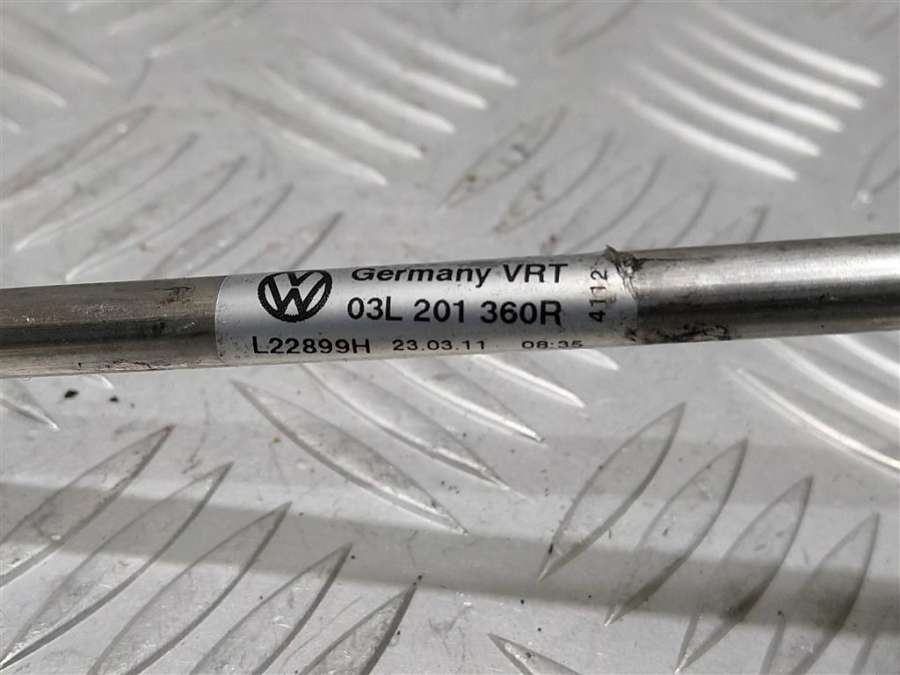 Germany VRT
03L 201 360R
L22899H 23.03.11 08:35
4112